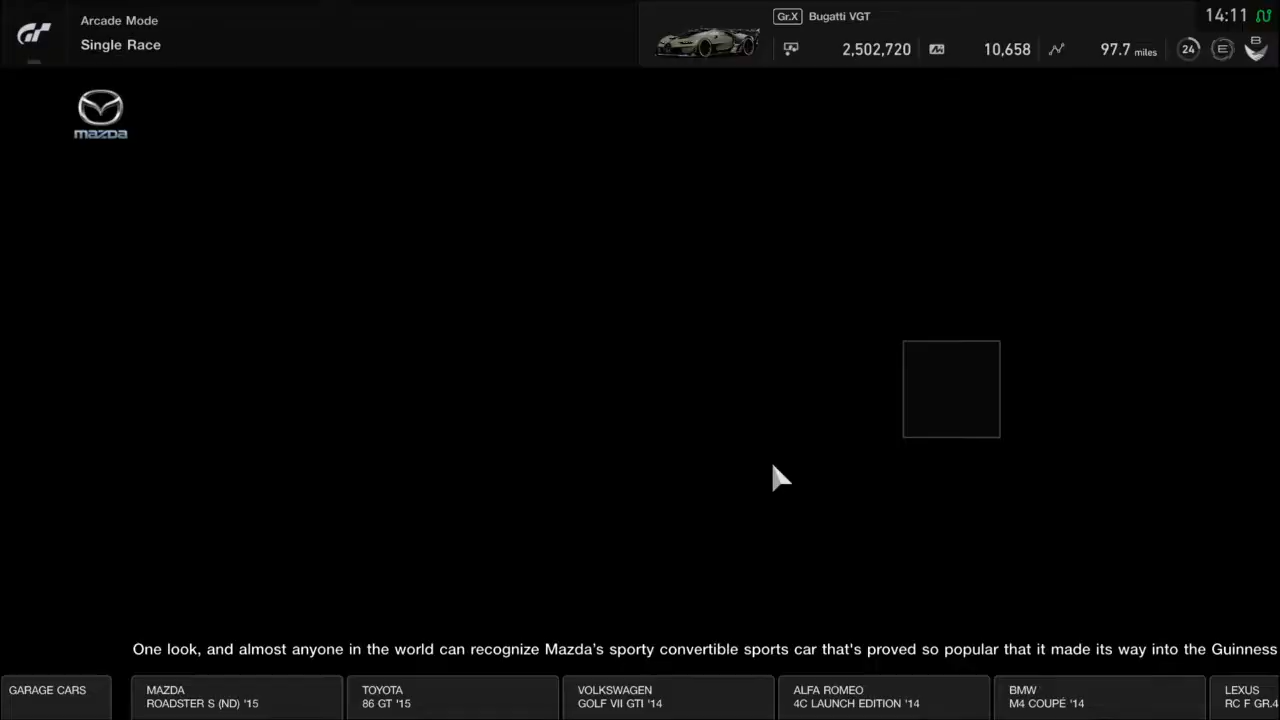 Arcade Mode
Single Race
Gr.X Bugatti VGT
14:11
2,502,720 10,658 97.7 miles 24 E B
mazda
One look, and almost anyone in the world can recognize Mazda's sporty convertible sports car that's proved so popular that it made its way into the Guinness
GARAGE CARS
MAZDA
ROADSTER S (ND) '15
TOYOTA
86 GT '15
VOLKSWAGEN
GOLF VII GTI '14
ALFA ROMEO
4C LAUNCH EDITION '14
BMW
M4 COUPÉ '14
LEXUS
RC F GR.4